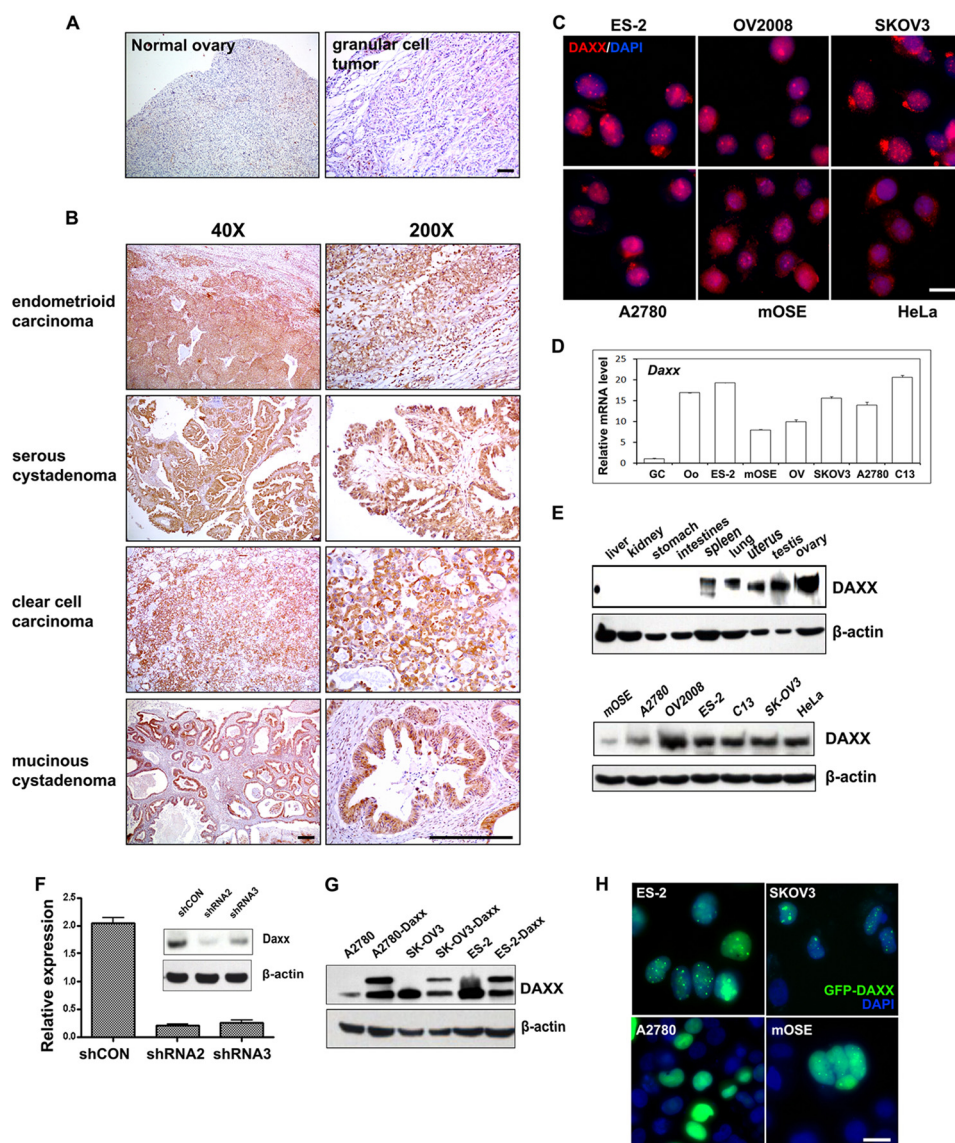 A
Normal ovary
granular cell
tumor
B
40X
200X
endometrioid
carcinoma
serous
cystadenoma
clear cell
carcinoma
mucinous
cystadenoma
C
ES-2
OV2008
SKOV3
DAXX/DAPI
A2780
mOSE
HeLa
D
Daxx
Relative mRNA level
25
20
15
10
5
0
GC
Oo
ES-2
mOSE
OV
SKOV3
A2780
C13
E
liver
kidney
stomach
intestines
spleen
lung
uterus
testis
ovary
DAXX
β-actin
mOSE
A2780
OV2008
ES-2
C13
SK-OV3
HeLa
DAXX
β-actin
F
Relative expression
2.5
2.0
1.5
1.0
0.5
0.0
shCON
shRNA2
shRNA3
shCON
shRNA2
shRNA3
Daxx
β-actin
G
A2780
A2780-Daxx
SK-OV3
SK-OV3-Daxx
ES-2
ES-2-Daxx
DAXX
β-actin
H
ES-2
SKOV3
GFP-DAXX
DAPI
A2780
mOSE